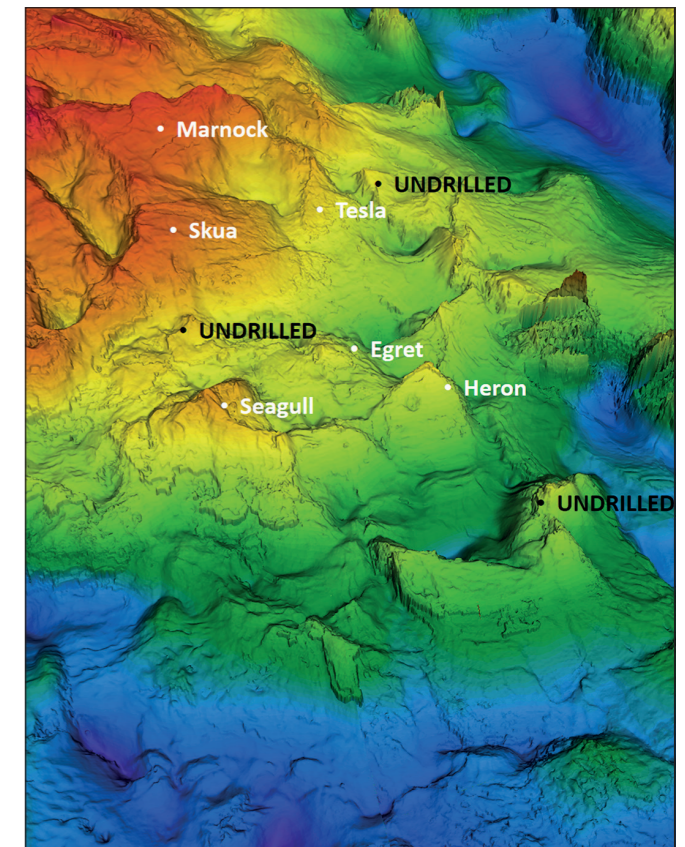 Marnock
UNDRILLED
Tesla
Skua
UNDRILLED
Egret
Heron
Seagull
UNDRILLED